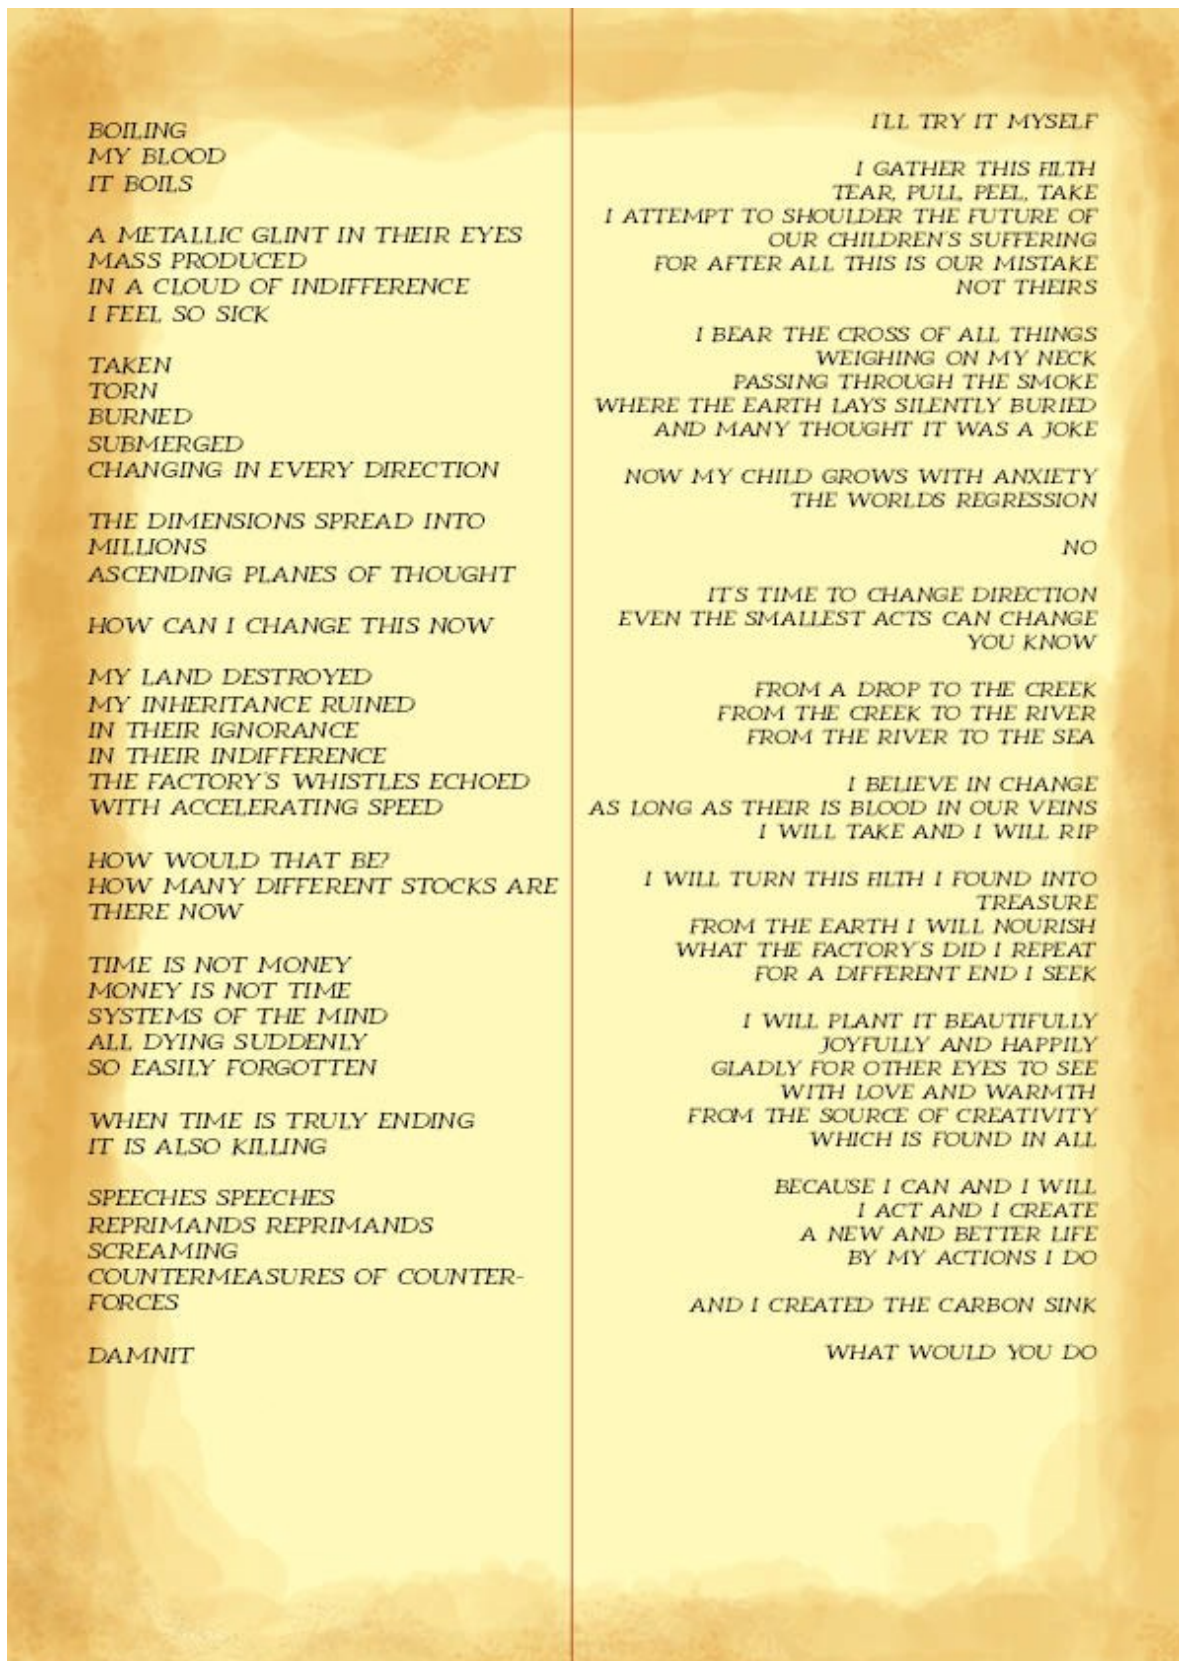 BOILING
MY BLOOD
IT BOILS
A METALLIC GLINT IN THEIR EYES
MASS PRODUCED
IN A CLOUD OF INDIFFERENCE
I FEEL SO SICK
TAKEN
TORN
BURNED
SUBMERGED
CHANGING IN EVERY DIRECTION
THE DIMENSIONS SPREAD INTO
MILLIONS
ASCENDING PLANES OF THOUGHT
HOW CAN I CHANGE THIS NOW
MY LAND DESTROYED
MY INHERITANCE RUINED
IN THEIR IGNORANCE
IN THEIR INDIFFERENCE
THE FACTORY'S WHISTLES ECHOED
WITH ACCELERATING SPEED
HOW WOULD THAT BE?
HOW MANY DIFFERENT STOCKS ARE
THERE NOW
TIME IS NOT MONEY
MONEY IS NOT TIME
SYSTEMS OF THE MIND
ALL DYING SUDDENLY
SO EASILY FORGOTTEN
WHEN TIME IS TRULY ENDING
IT IS ALSO KILLING
SPEECHES SPEECHES
REPRIMANDS REPRIMANDS
SCREAMING
COUNTERMEASURES OF COUNTER-
FORCES
DAMNIT
I'LL TRY IT MYSELF
I GATHER THIS FILTH
TEAR, PULL, PEEL, TAKE
I ATTEMPT TO SHOULDER THE FUTURE OF
OUR CHILDREN'S SUFFERING
FOR AFTER ALL THIS IS OUR MISTAKE
NOT THEIRS
I BEAR THE CROSS OF ALL THINGS
WEIGHING ON MY NECK
PASSING THROUGH THE SMOKE
WHERE THE EARTH LAYS SILENTLY BURIED
AND MANY THOUGHT IT WAS A JOKE
NOW MY CHILD GROWS WITH ANXIETY
THE WORLDS REGRESSION
NO
IT'S TIME TO CHANGE DIRECTION
EVEN THE SMALLEST ACTS CAN CHANGE
YOU KNOW
FROM A DROP TO THE CREEK
FROM THE CREEK TO THE RIVER
FROM THE RIVER TO THE SEA
I BELIEVE IN CHANGE
AS LONG AS THEIR IS BLOOD IN OUR VEINS
I WILL TAKE AND I WILL RIP
I WILL TURN THIS FILTH I FOUND INTO
TREASURE
FROM THE EARTH I WILL NOURISH
WHAT THE FACTORY'S DID I REPEAT
FOR A DIFFERENT END I SEEK
I WILL PLANT IT BEAUTIFULLY
JOYFULLY AND HAPPILY
GLADLY FOR OTHER EYES TO SEE
WITH LOVE AND WARMTH
FROM THE SOURCE OF CREATIVITY
WHICH IS FOUND IN ALL
BECAUSE I CAN AND I WILL
I ACT AND I CREATE
A NEW AND BETTER LIFE
BY MY ACTIONS I DO
AND I CREATED THE CARBON SINK
WHAT WOULD YOU DO